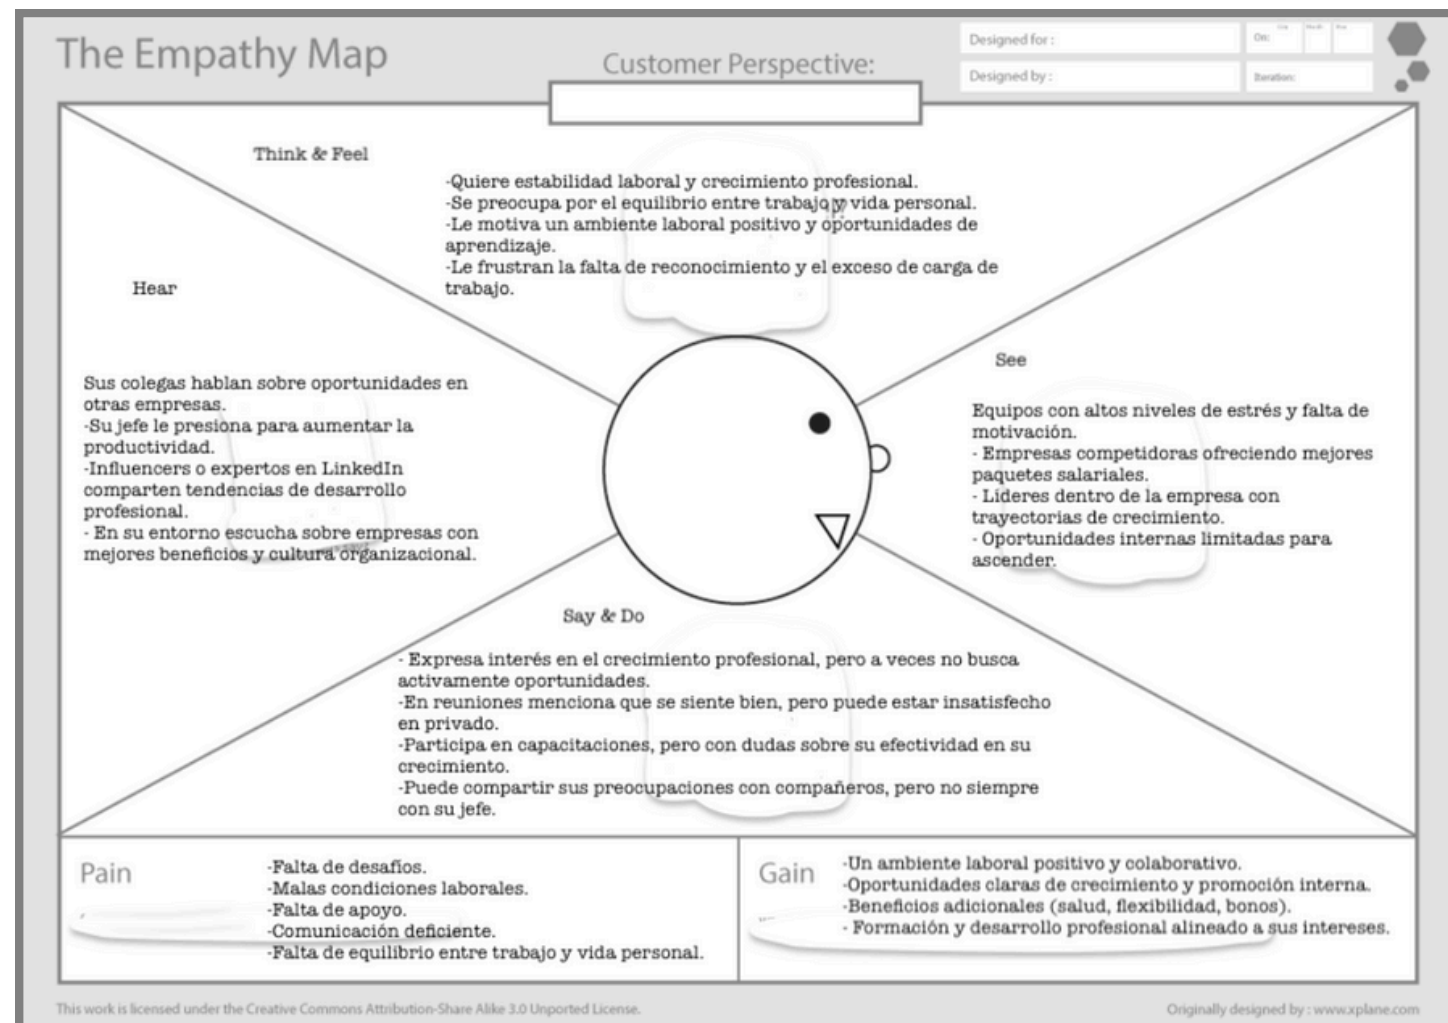 The Empathy Map
Customer Perspective:
Designed for :
On:
Designed by :
Iteration:
Think & Feel
-Quiere estabilidad laboral y crecimiento profesional.
-Se preocupa por el equilibrio entre trabajo y vida personal.
-Le motiva un ambiente laboral positivo y oportunidades de
aprendizaje.
-Le frustran la falta de reconocimiento y el exceso de carga de
trabajo.
Hear
Sus colegas hablan sobre oportunidades en
otras empresas.
-Su jefe le presiona para aumentar la
productividad.
-Influencers o expertos en LinkedIn
comparten tendencias de desarrollo
profesional.
- En su entorno escucha sobre empresas con
mejores beneficios y cultura organizacional.
See
Equipos con altos niveles de estrés y falta de
motivación.
- Empresas competidoras ofreciendo mejores
paquetes salariales.
- Líderes dentro de la empresa con
trayectorias de crecimiento.
- Oportunidades internas limitadas para
ascender.
Say & Do
- Expresa interés en el crecimiento profesional, pero a veces no busca
activamente oportunidades.
-En reuniones menciona que se siente bien, pero puede estar insatisfecho
en privado.
-Participa en capacitaciones, pero con dudas sobre su efectividad en su
crecimiento.
-Puede compartir sus preocupaciones con compañeros, pero no siempre
con su jefe.
Pain
-Falta de desafíos.
-Malas condiciones laborales.
-Falta de apoyo.
-Comunicación deficiente.
-Falta de equilibrio entre trabajo y vida personal.
Gain
-Un ambiente laboral positivo y colaborativo.
-Oportunidades claras de crecimiento y promoción interna.
-Beneficios adicionales (salud, flexibilidad, bonos).
- Formación y desarrollo profesional alineado a sus intereses.
This work is licensed under the Creative Commons Attribution-Share Alike 3.0 Unported License.
Originally designed by : www.xplane.com